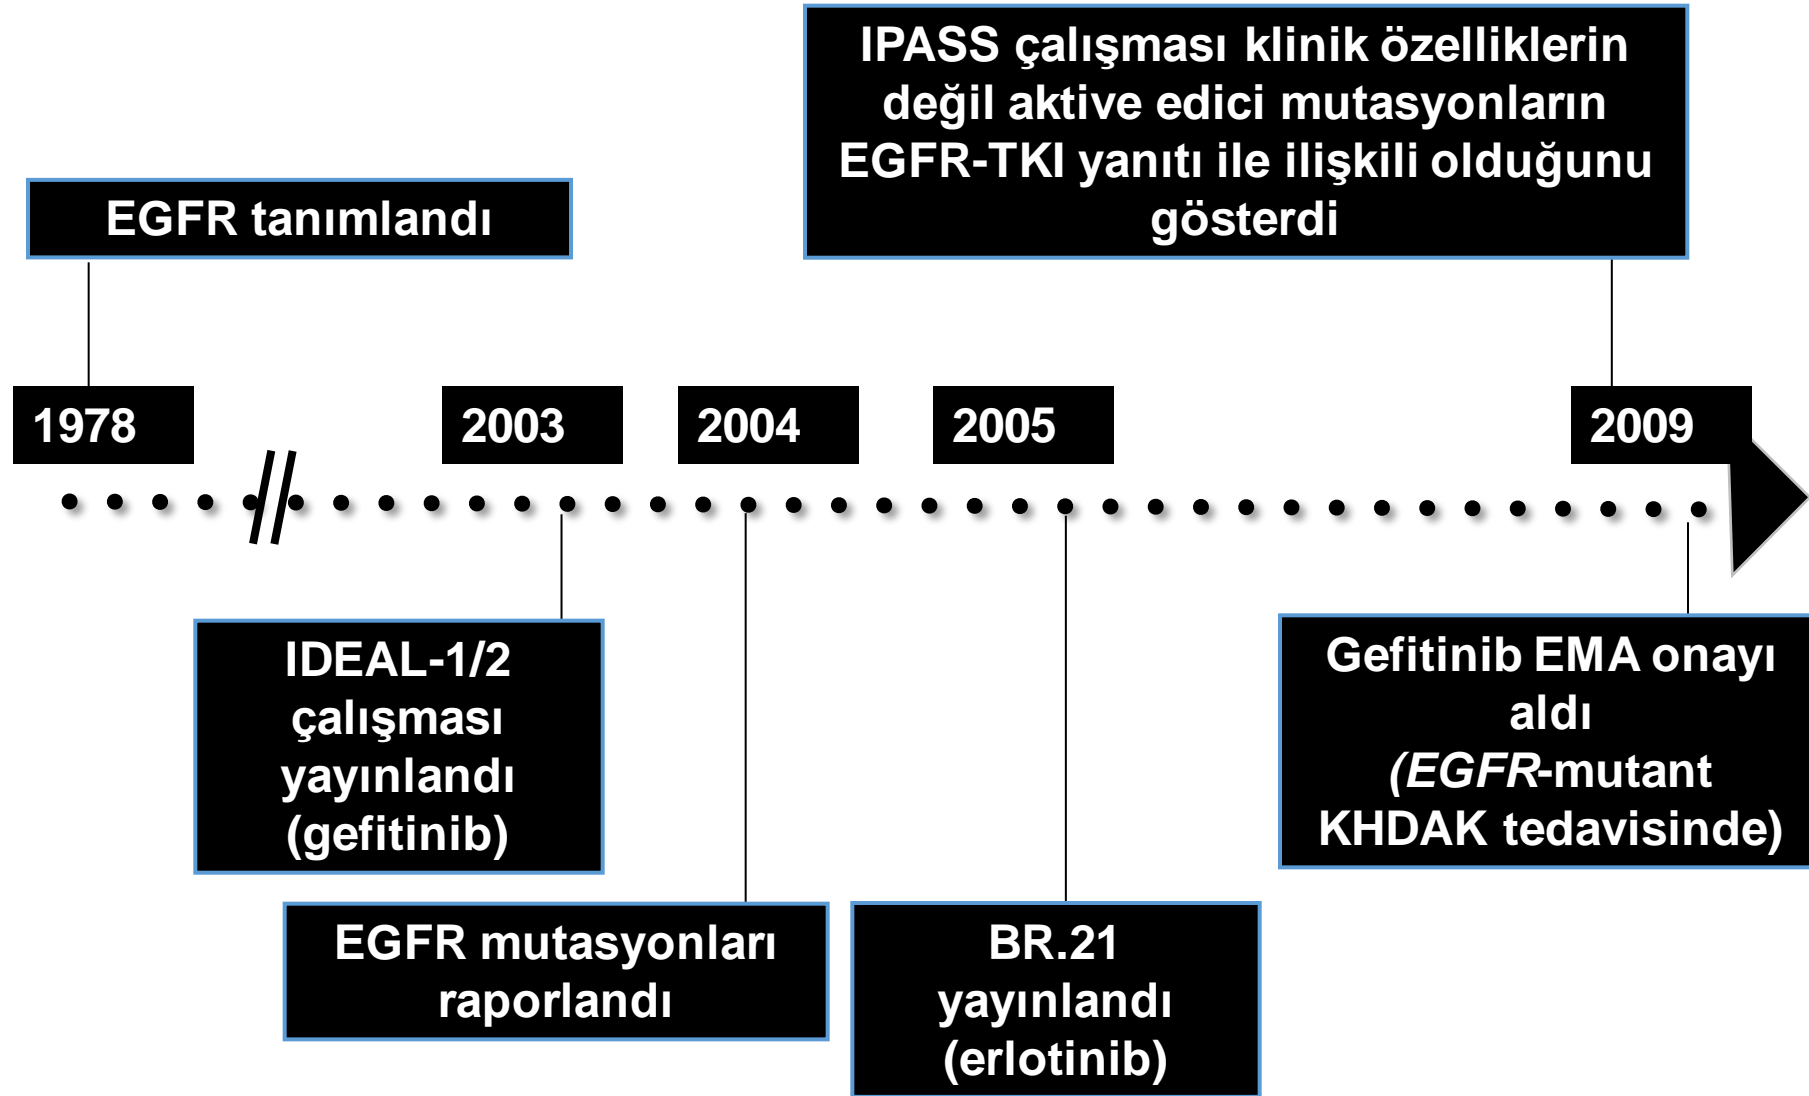 IPASS çalışması klinik özelliklerin
değil aktive edici mutasyonların
EGFR-TKI yanıtı ile ilişkili olduğunu
gösterdi
EGFR tanımlandı
1978
2003
2004
2005
2009
IDEAL-1/2
çalışması
yayınlandı
(gefitinib)
Gefitinib EMA onayı
aldı
(EGFR-mutant
KHDAK tedavisinde)
EGFR mutasyonları
raporlandı
BR.21
yayınlandı
(erlotinib)